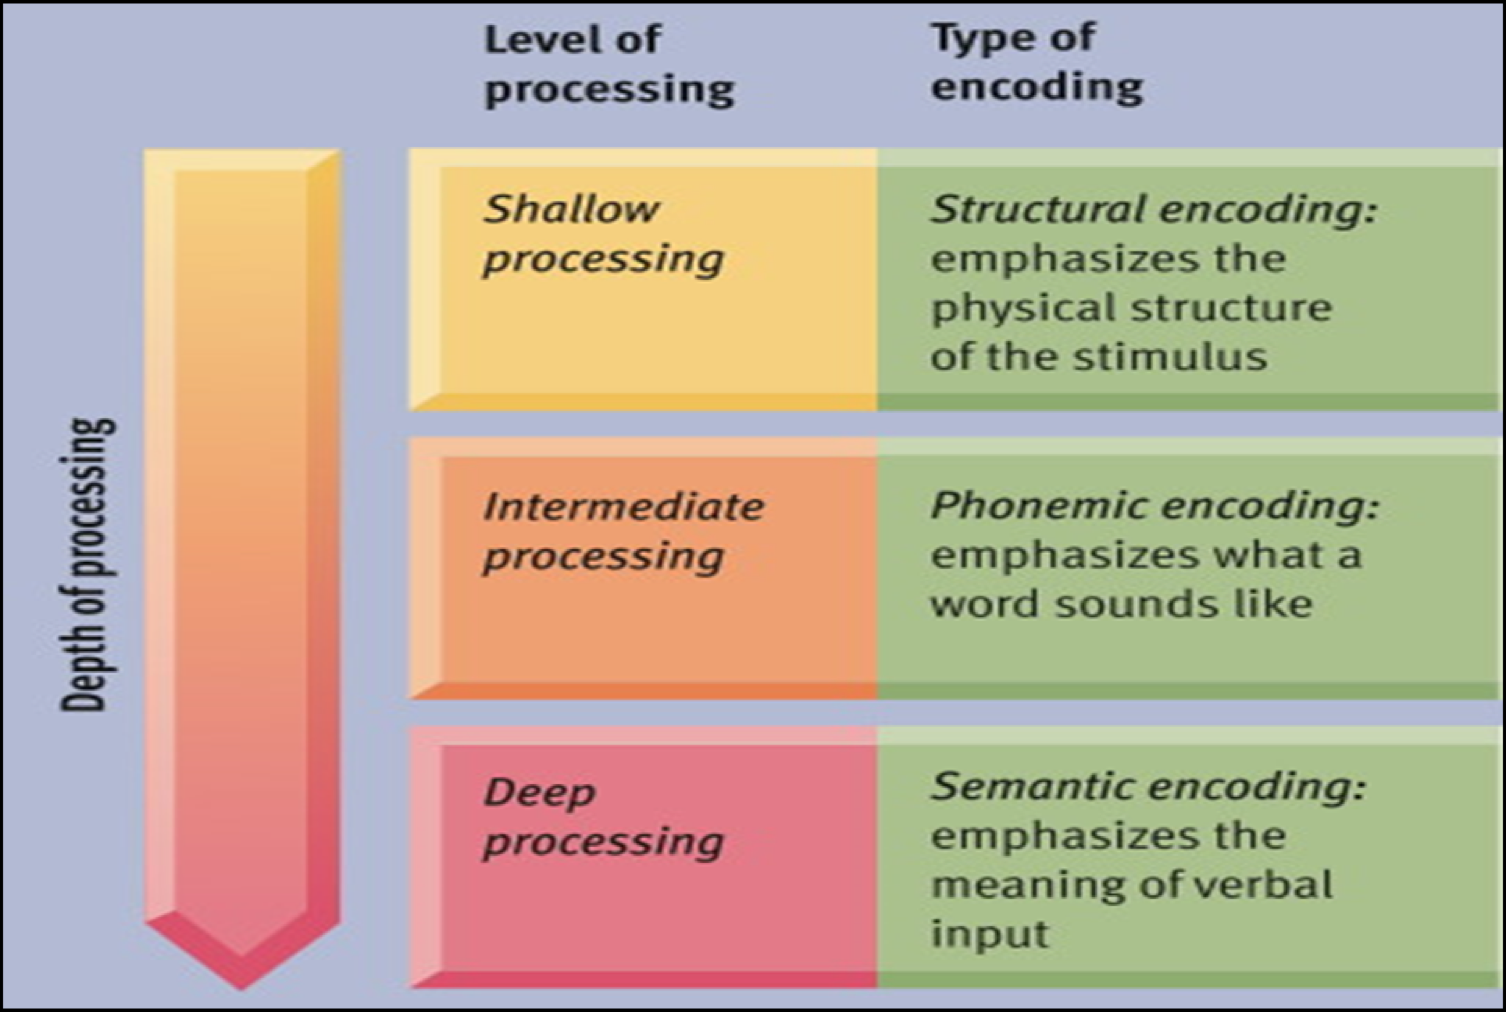 Level of
processing
Type of
encoding
Depth of processing
Shallow
processing
Structural encoding:
emphasizes the
physical structure
of the stimulus
Intermediate
processing
Phonemic encoding:
emphasizes what a
word sounds like
Deep
processing
Semantic encoding:
emphasizes the
meaning of verbal
input